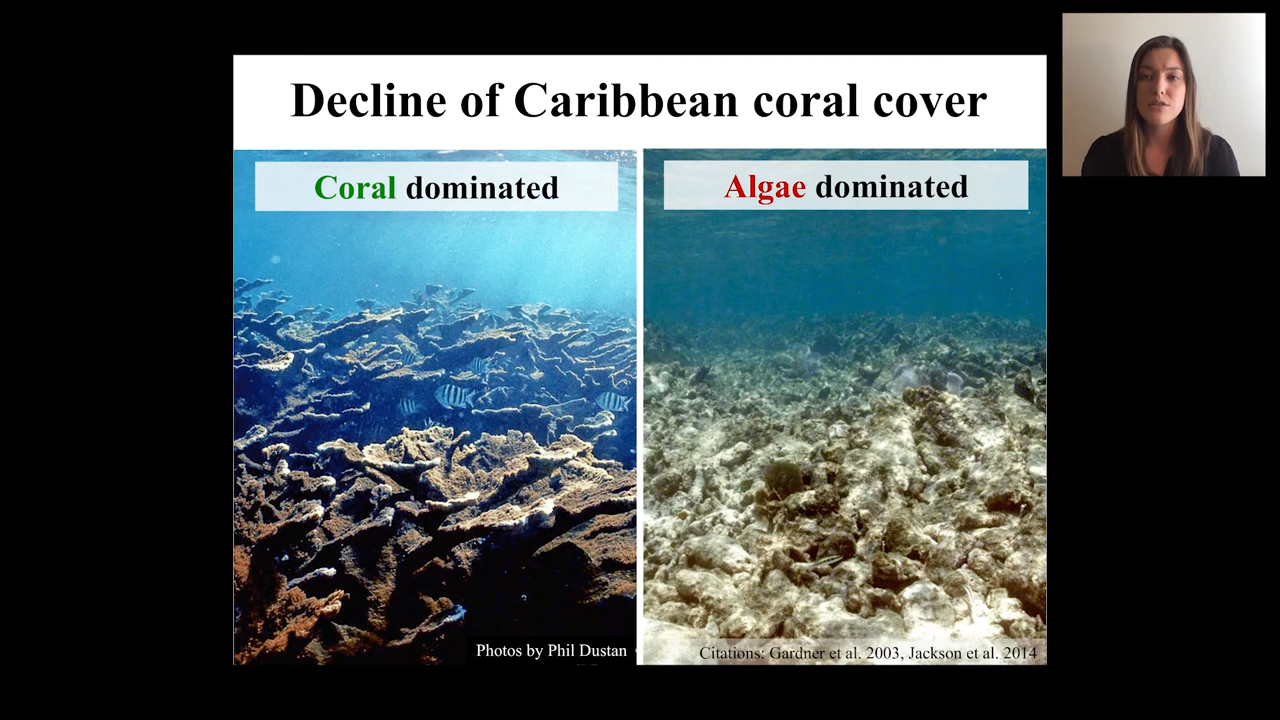 Decline of Caribbean coral cover
Coral dominated
Algae dominated
Photos by Phil Dustan
Citations: Gardner et al. 2003, Jackson et al. 2014